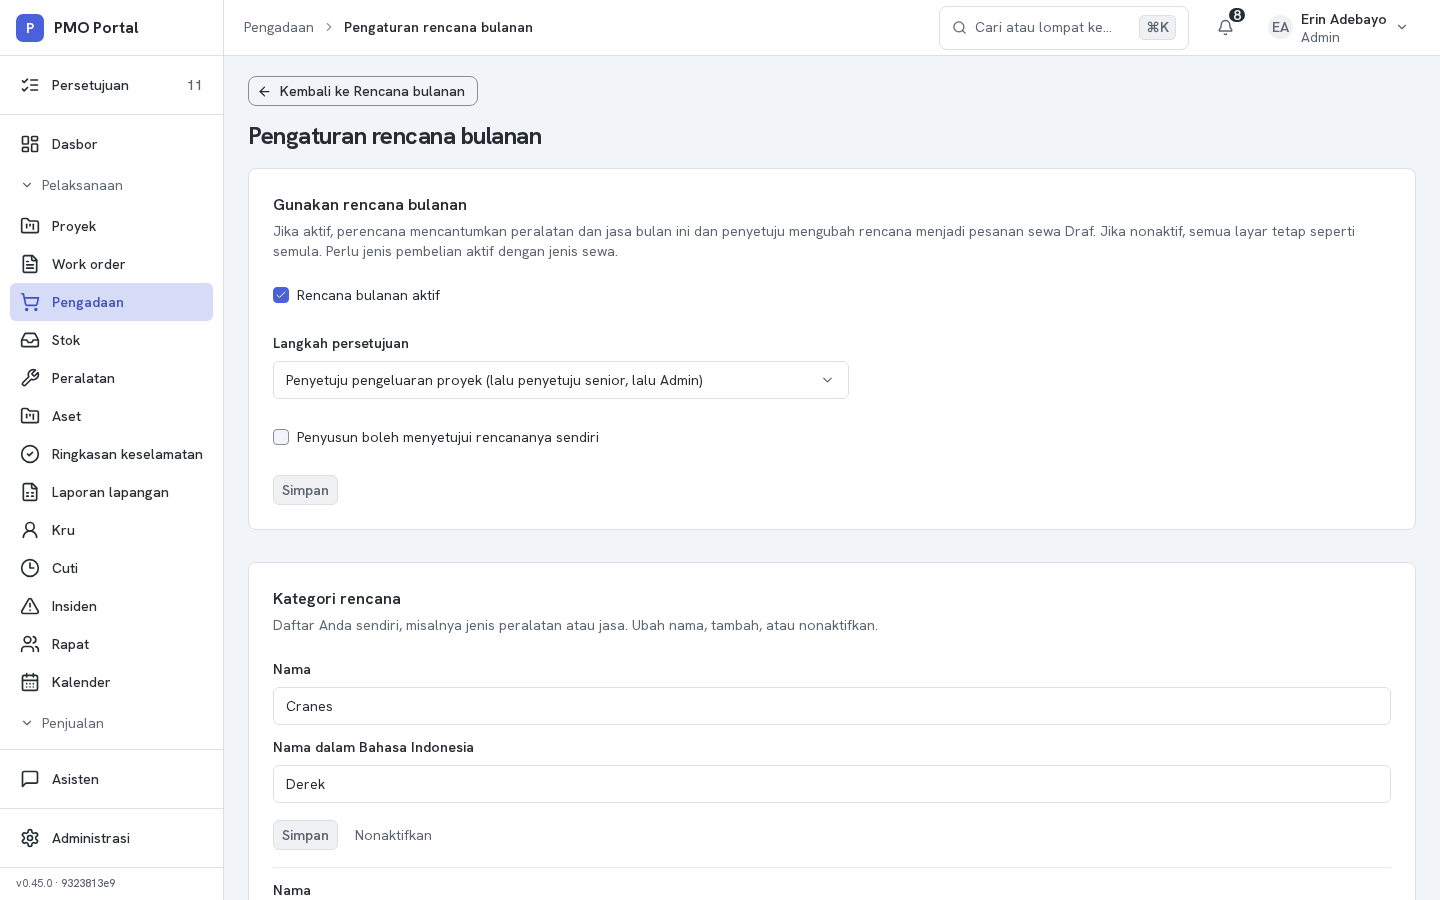 P PMO Portal
Pengadaan > Pengaturan rencana bulanan
Cari atau lompat ke... ⌘K
8
EA
Erin Adebayo
Admin
Persetujuan 11
Dasbor
Pelaksanaan
Proyek
Work order
Pengadaan
Stok
Peralatan
Aset
Ringkasan keselamatan
Laporan lapangan
Kru
Cuti
Insiden
Rapat
Kalender
Penjualan
Asisten
Administrasi
v0.45.0 · 9323813e9
Kembali ke Rencana bulanan
Pengaturan rencana bulanan
Gunakan rencana bulanan
Jika aktif, perencana mencantumkan peralatan dan jasa bulan ini dan penyetuju mengubah rencana menjadi pesanan sewa Draf. Jika nonaktif, semua layar tetap seperti
semula. Perlu jenis pembelian aktif dengan jenis sewa.
Rencana bulanan aktif
Langkah persetujuan
Penyetuju pengeluaran proyek (lalu penyetuju senior, lalu Admin)
Penyusun boleh menyetujui rencananya sendiri
Simpan
Kategori rencana
Daftar Anda sendiri, misalnya jenis peralatan atau jasa. Ubah nama, tambah, atau nonaktifkan.
Nama
Cranes
Nama dalam Bahasa Indonesia
Derek
Simpan Nonaktifkan
Nama